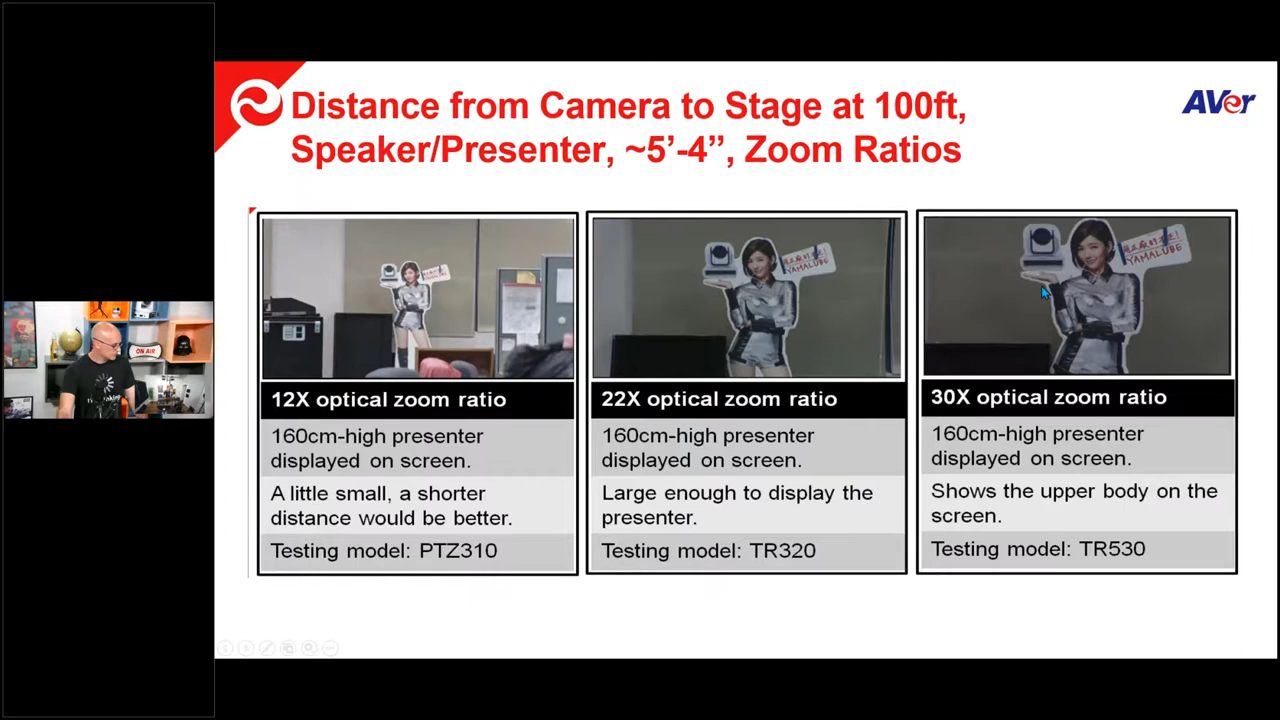 Distance from Camera to Stage at 100ft,
Speaker/Presenter, ~5’-4”, Zoom Ratios
AVer
YAMALUBE
YAMALUBE
12X optical zoom ratio
160cm-high presenter
displayed on screen.
A little small, a shorter
distance would be better.
Testing model: PTZ310
22X optical zoom ratio
160cm-high presenter
displayed on screen.
Large enough to display the
presenter.
Testing model: TR320
30X optical zoom ratio
160cm-high presenter
displayed on screen.
Shows the upper body on the
screen.
Testing model: TR530
ON AIR